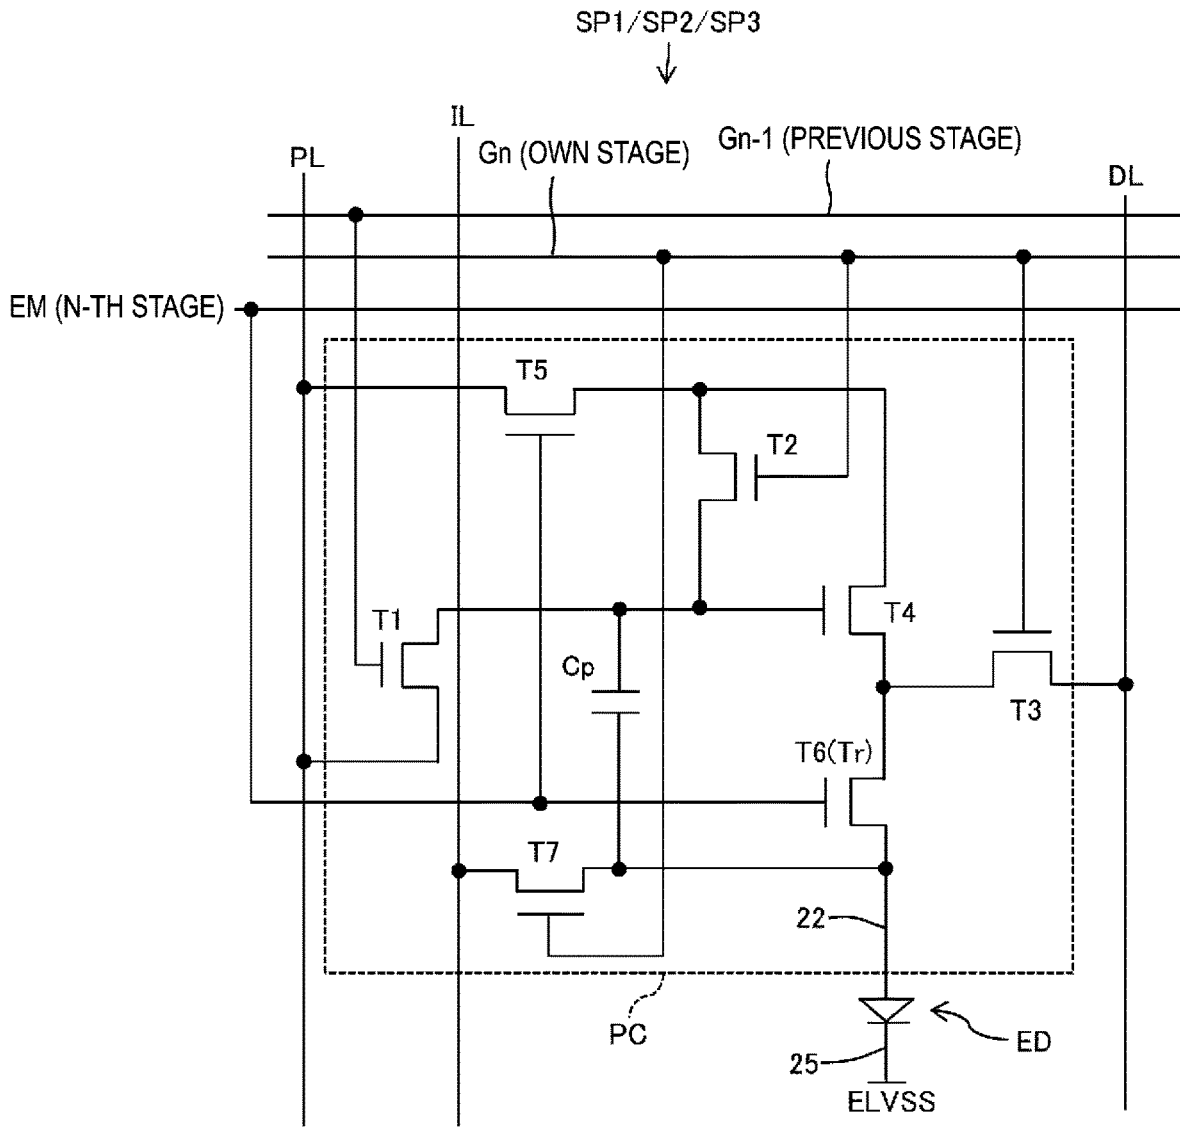 SP1/SP2/SP3
IL
Gn-1 (PREVIOUS STAGE)
Gn (OWN STAGE)
PL
DL
EM (N-TH STAGE)
T5
T2
T1
T4
Cp
T3
T6(Tr)
T7
22
PC
ED
25
ELVSS